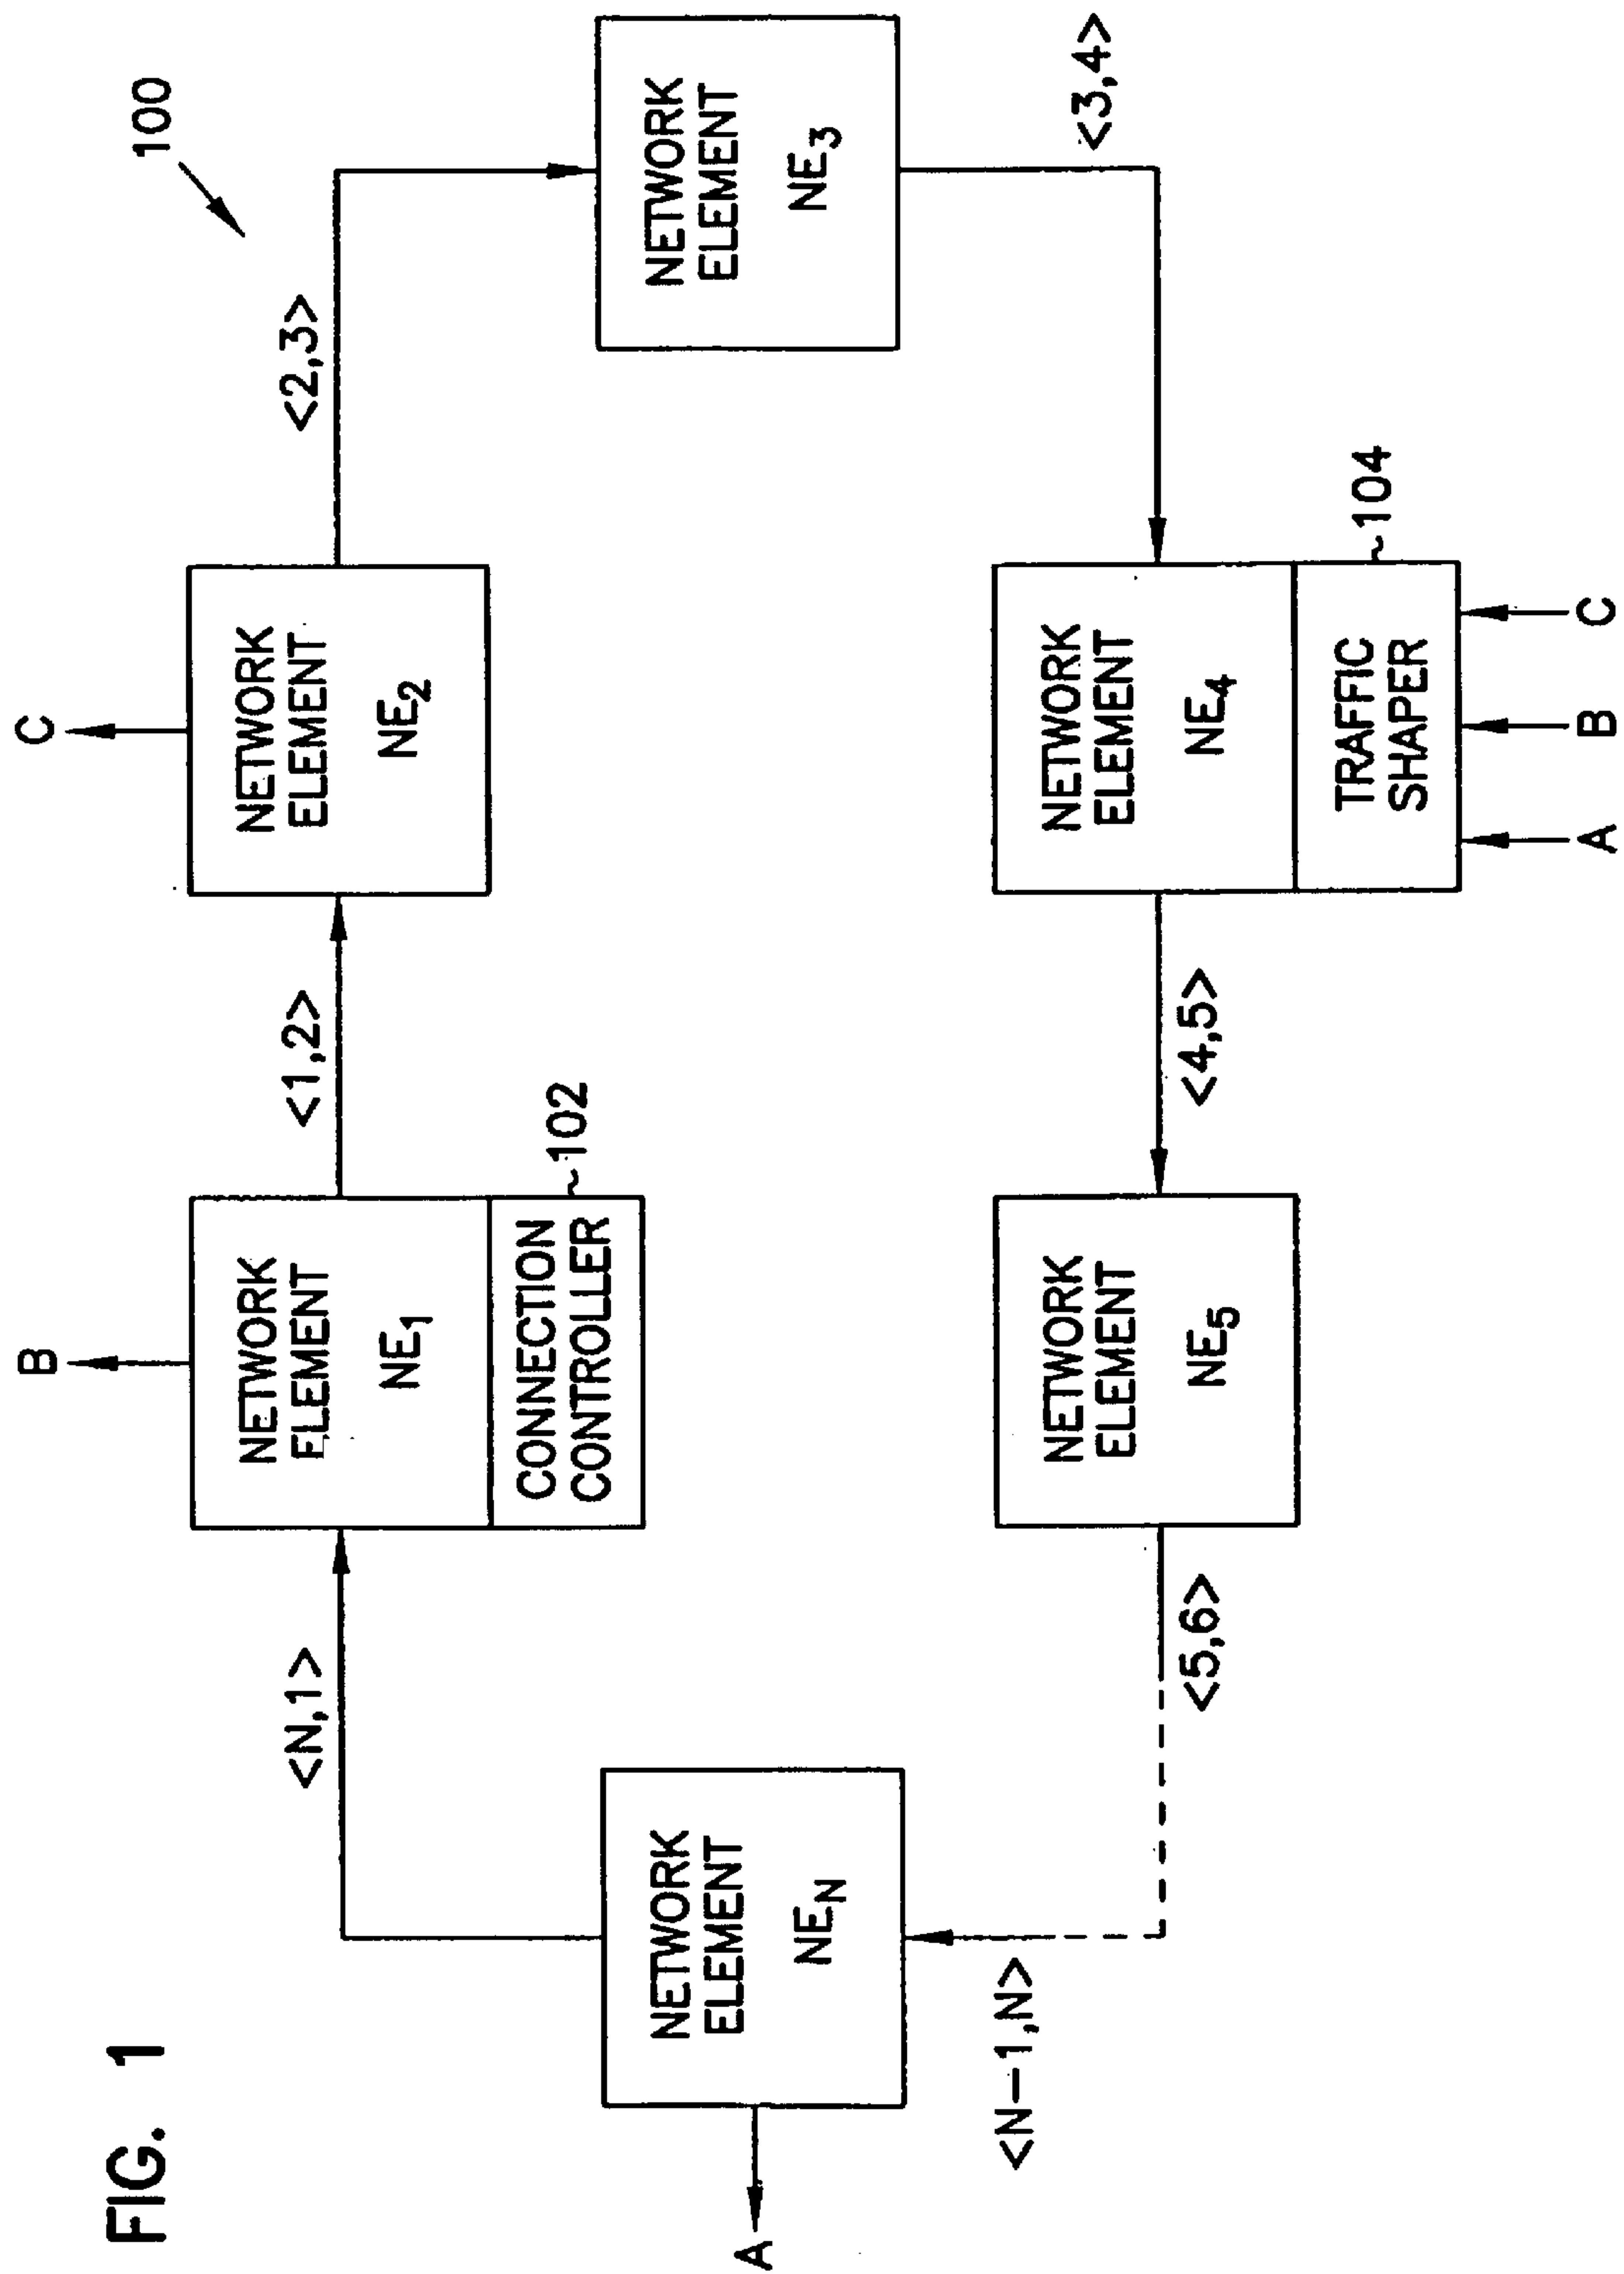 FIG. 1
100
C
B
<2,3>
<1,2>
<N,1>
NETWORK
ELEMENT
NE1
CONNECTION
CONTROLLER
102
NETWORK
ELEMENT
NE2
NETWORK
ELEMENT
NE3
<3,4>
NETWORK
ELEMENT
NE4
TRAFFIC
SHAPER
104
A
B
C
<4,5>
NETWORK
ELEMENT
NE5
<5,6>
<N-1,N>
NETWORK
ELEMENT
NEN
A